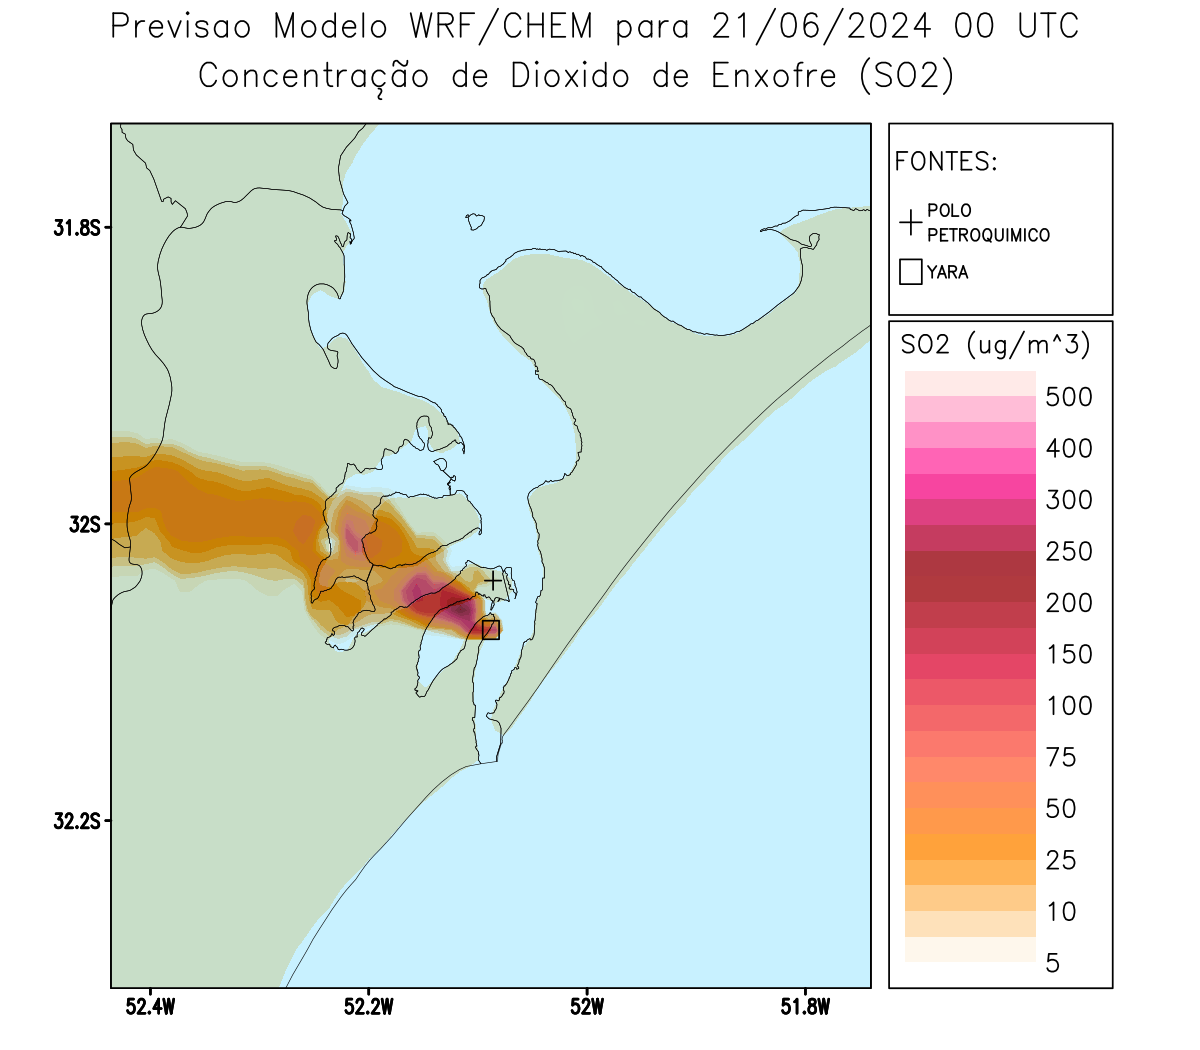 Previsao Modelo WRF/CHEM para 21/06/2024 00 UTC
Concentração de Dioxido de Enxofre (SO2)
FONTES:
POLO
PETROQUIMICO
YARA
SO2 (ug/m^3)
500
400
300
250
200
150
100
75
50
25
10
5
31.8S
32S
32.2S
52.4W
52.2W
52W
51.8W